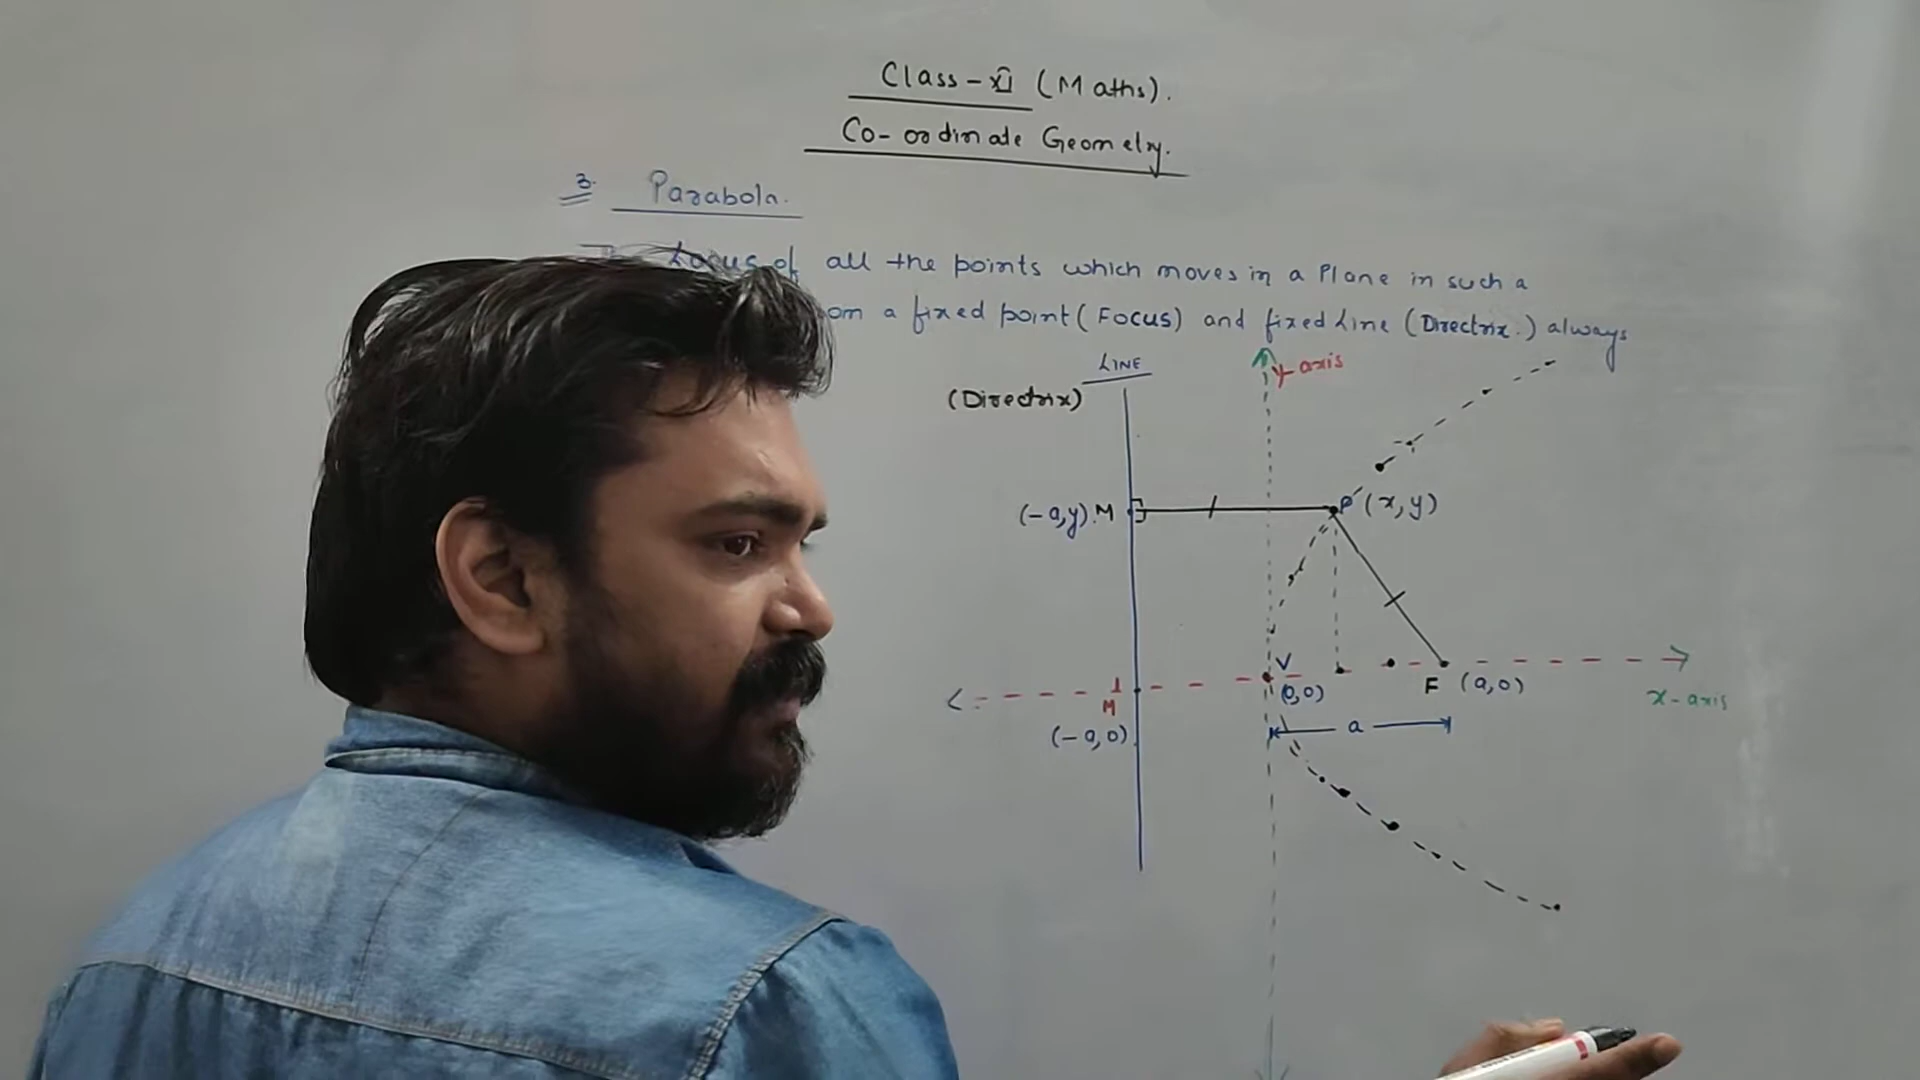 Class-XI (Maths).
Co-ordinate Geometry.
3. Parabola.
Locus of all the points which moves in a Plane in such a
om a fixed point (Focus) and fixed Line (Directrix.) always
LINE
Y-axis
(Directrix)
(-a,y). M
P (x,y)
V
(0,0)
F (a,0)
x-axis
M
(-a,0)
a